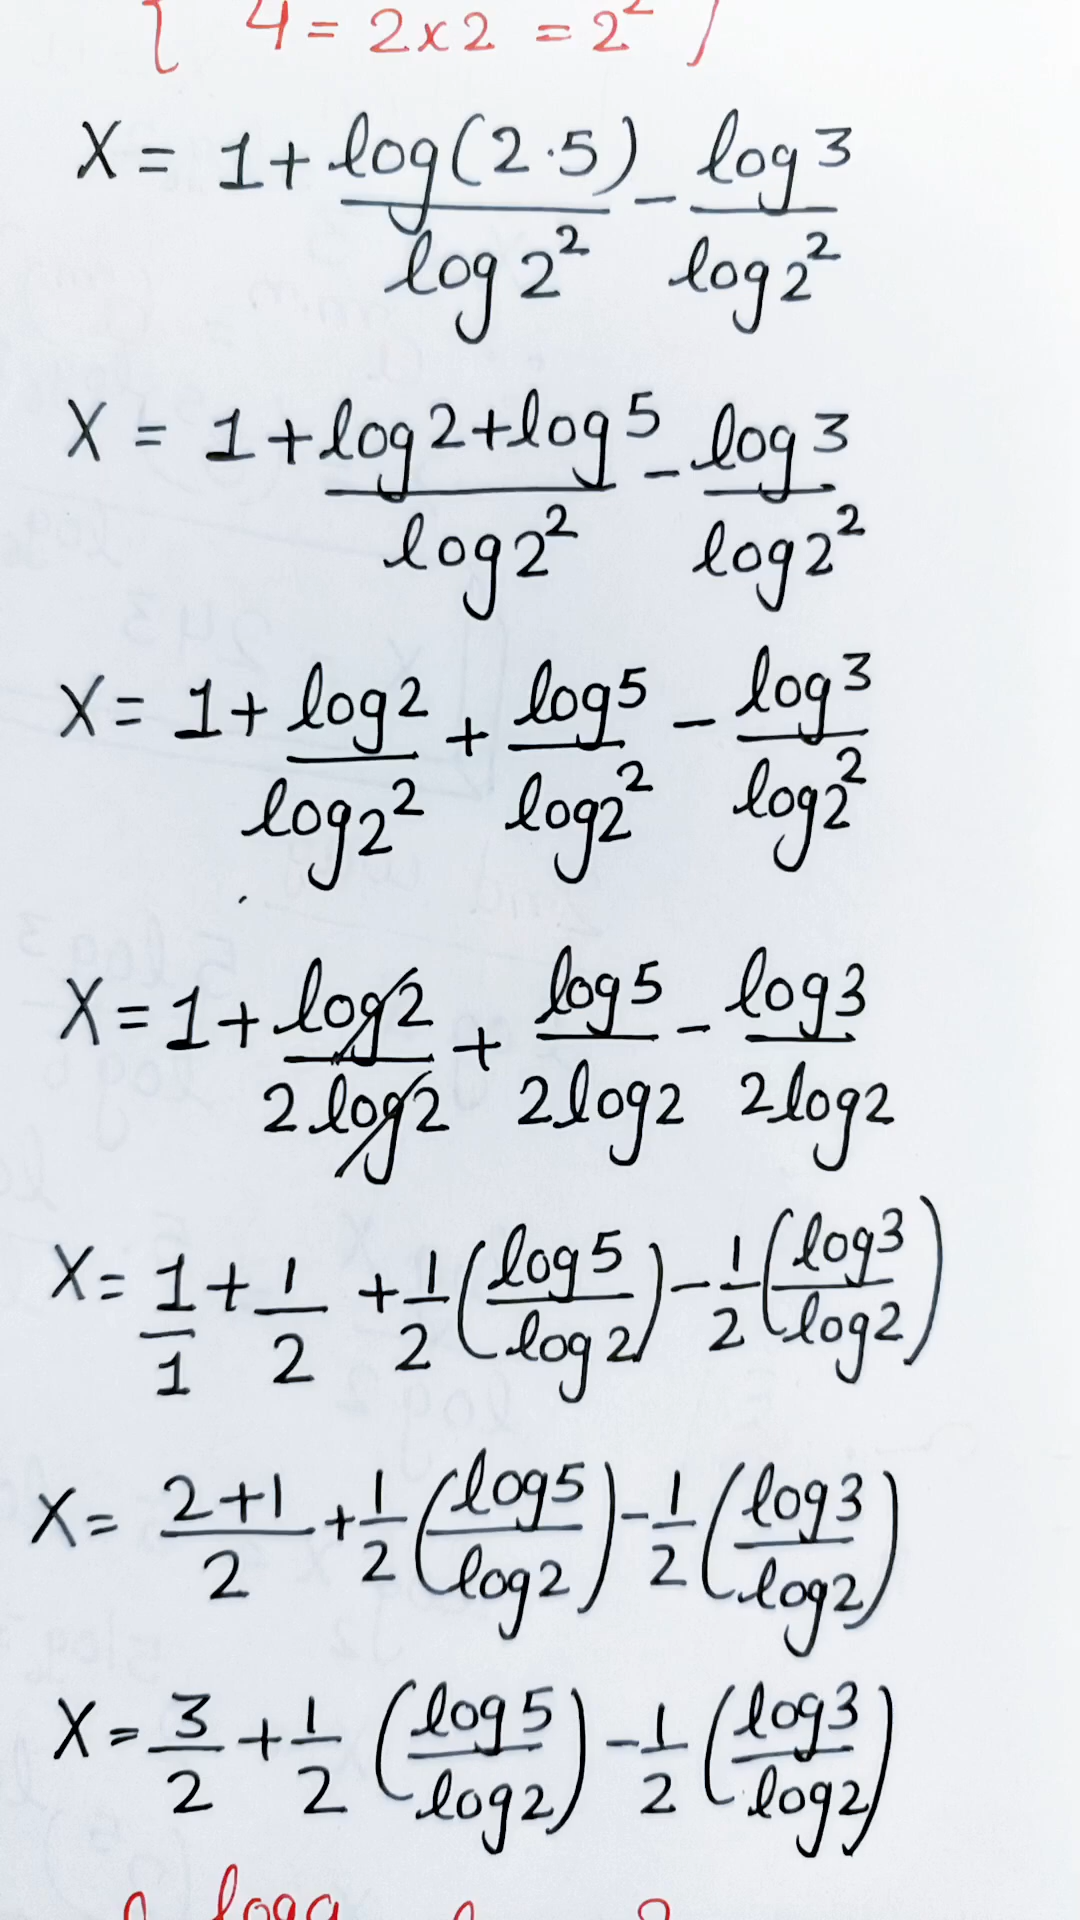 [ 4 = 2×2 = 2² ]
X = 1 + log(2·5)/log2² - log3/log2²
X = 1 + (log2+log5)/log2² - log3/log2²
X = 1 + log2/log2² + log5/log2² - log3/log2²
X = 1 + log2/2log2 + log5/2log2 - log3/2log2
X = 1/1 + 1/2 + 1/2 (log5/log2) - 1/2 (log3/log2)
X = (2+1)/2 + 1/2 (log5/log2) - 1/2 (log3/log2)
X = 3/2 + 1/2 (log5/log2) - 1/2 (log3/log2)